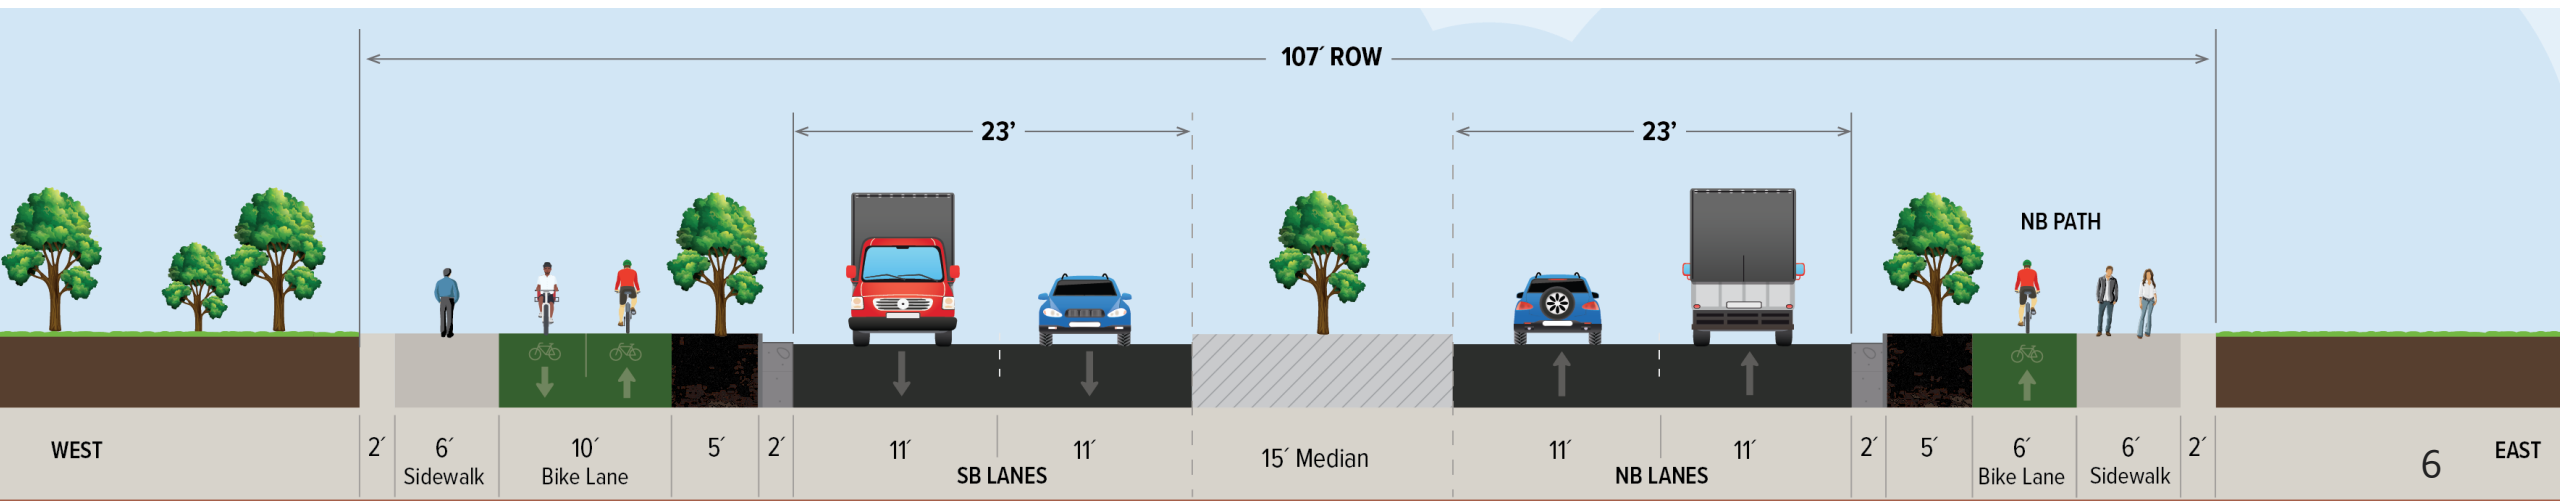 107′ ROW
23’
23’
NB PATH
WEST
2′
6′
Sidewalk
10′
Bike Lane
5′
2′
11′
11′
SB LANES
15′ Median
11′
11′
NB LANES
2′
5′
6′
Bike Lane
6′
Sidewalk
2′
6
EAST